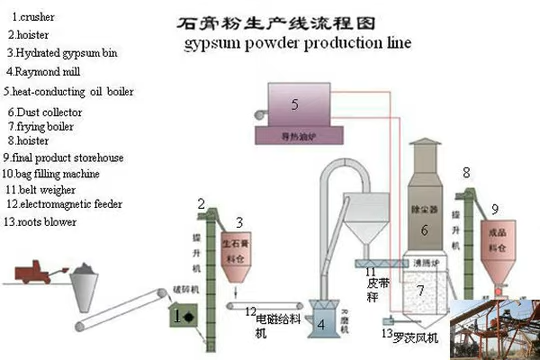 石膏粉生产线流程图
gypsum powder production line
1.crusher
2.hoister
3.Hydrated gypsum bin
4.Raymond mill
5.heat-conducting oil boiler
6.Dust collector
7.frying boiler
8.hoister
9.final product storehouse
10.bag filling machine
11.belt weigher
12.electromagnetic feeder
13.roots blower
5
导热油炉
2
提升机
3
生石膏
料仓
除尘器
6
8
提升机
9
成品
料仓
沸腾炉
7
11
皮带
秤
破碎机
1
12
电磁给料
机
4
磨机
13
罗茨风机